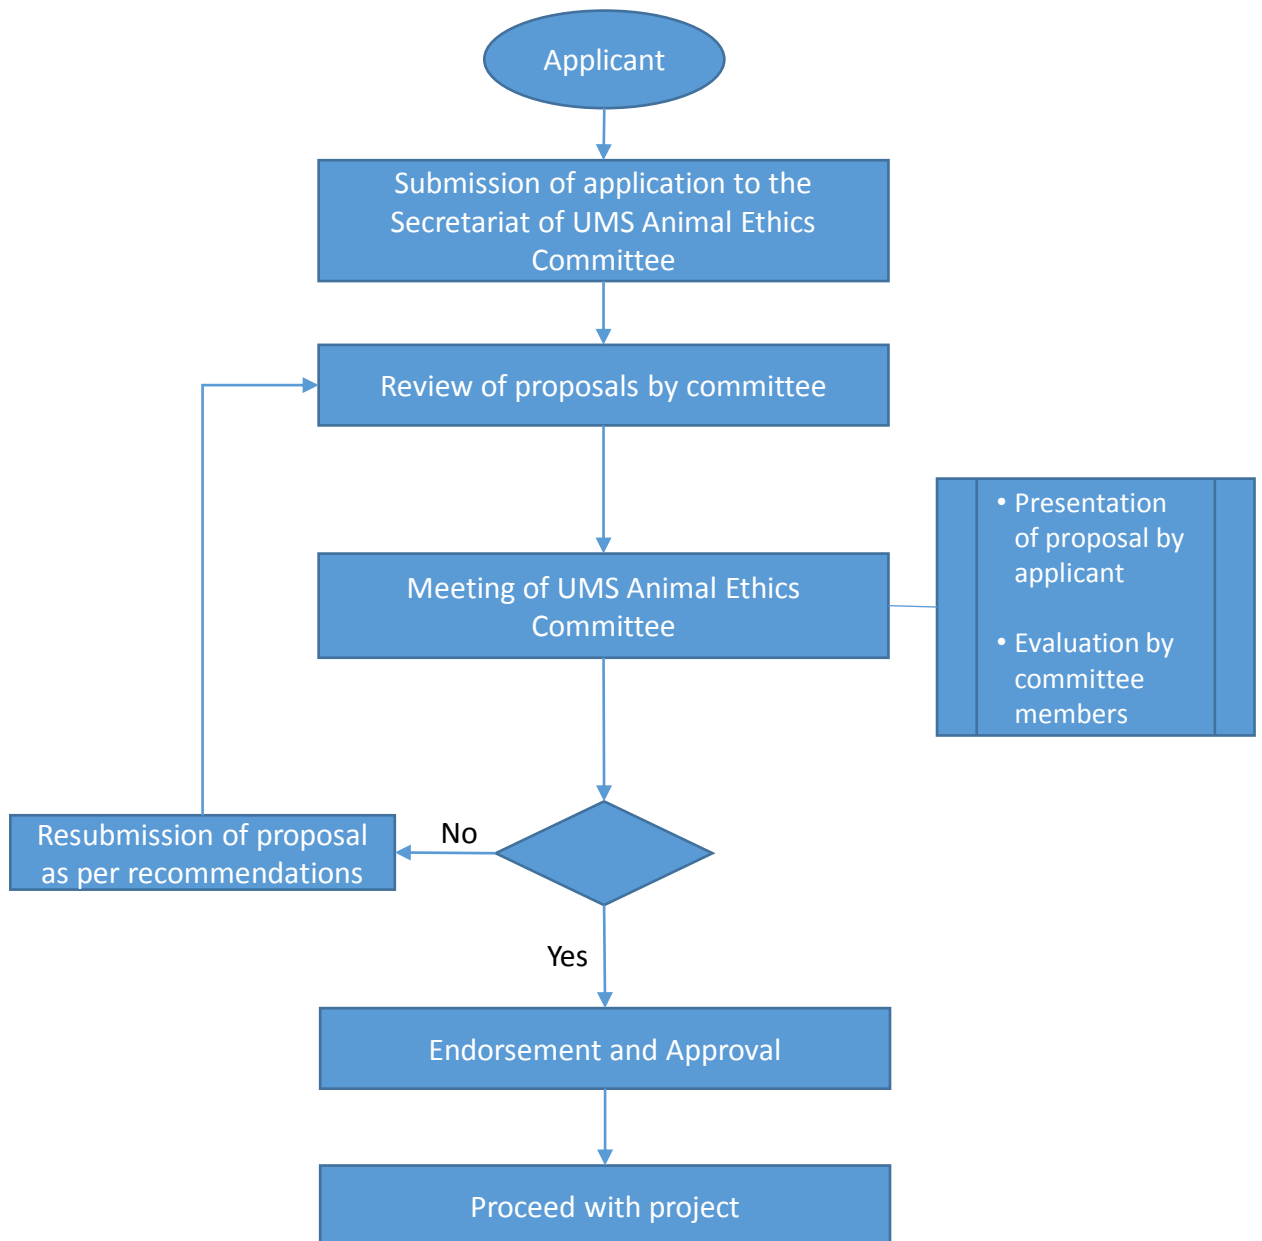 Applicant
Submission of application to the
Secretariat of UMS Animal Ethics
Committee
Review of proposals by committee
• Presentation
of proposal by
applicant
• Evaluation by
committee
members
Meeting of UMS Animal Ethics
Committee
No
Resubmission of proposal
as per recommendations
Yes
Endorsement and Approval
Proceed with project